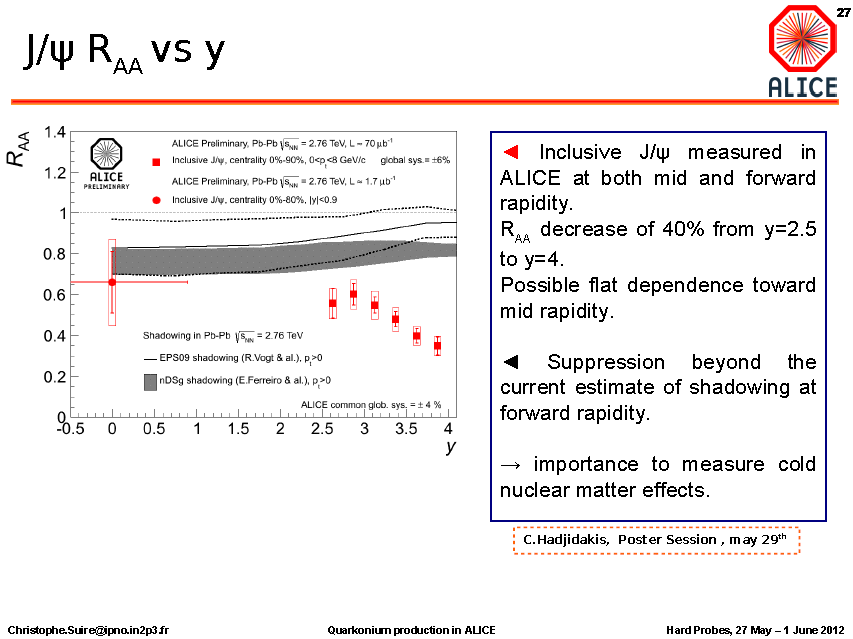 27
J/ψ RAA vs y
ALICE
RAA
1.4
1.2
1
0.8
0.6
0.4
0.2
0
-0.5 0 0.5 1 1.5 2 2.5 3 3.5 4
y
ALICE
PRELIMINARY
ALICE Preliminary, Pb-Pb √sNN = 2.76 TeV, L ~ 70 μb-1
Inclusive J/ψ, centrality 0%-90%, 0<pt<8 GeV/c global sys.= ±6%
ALICE Preliminary, Pb-Pb √sNN = 2.76 TeV, L ≃ 1.7 μb-1
Inclusive J/ψ, centrality 0%-80%, |y|<0.9
Shadowing in Pb-Pb √sNN = 2.76 TeV
EPS09 shadowing (R.Vogt & al.), pt>0
nDSg shadowing (E.Ferreiro & al.), pt>0
ALICE common glob. sys. = ± 4 %
◄ Inclusive J/ψ measured in
ALICE at both mid and forward
rapidity.
RAA decrease of 40% from y=2.5
to y=4.
Possible flat dependence toward
mid rapidity.
◄ Suppression beyond the
current estimate of shadowing at
forward rapidity.
→ importance to measure cold
nuclear matter effects.
C.Hadjidakis, Poster Session , may 29th
Christophe.Suire@ipno.in2p3.fr
Quarkonium production in ALICE
Hard Probes, 27 May – 1 June 2012